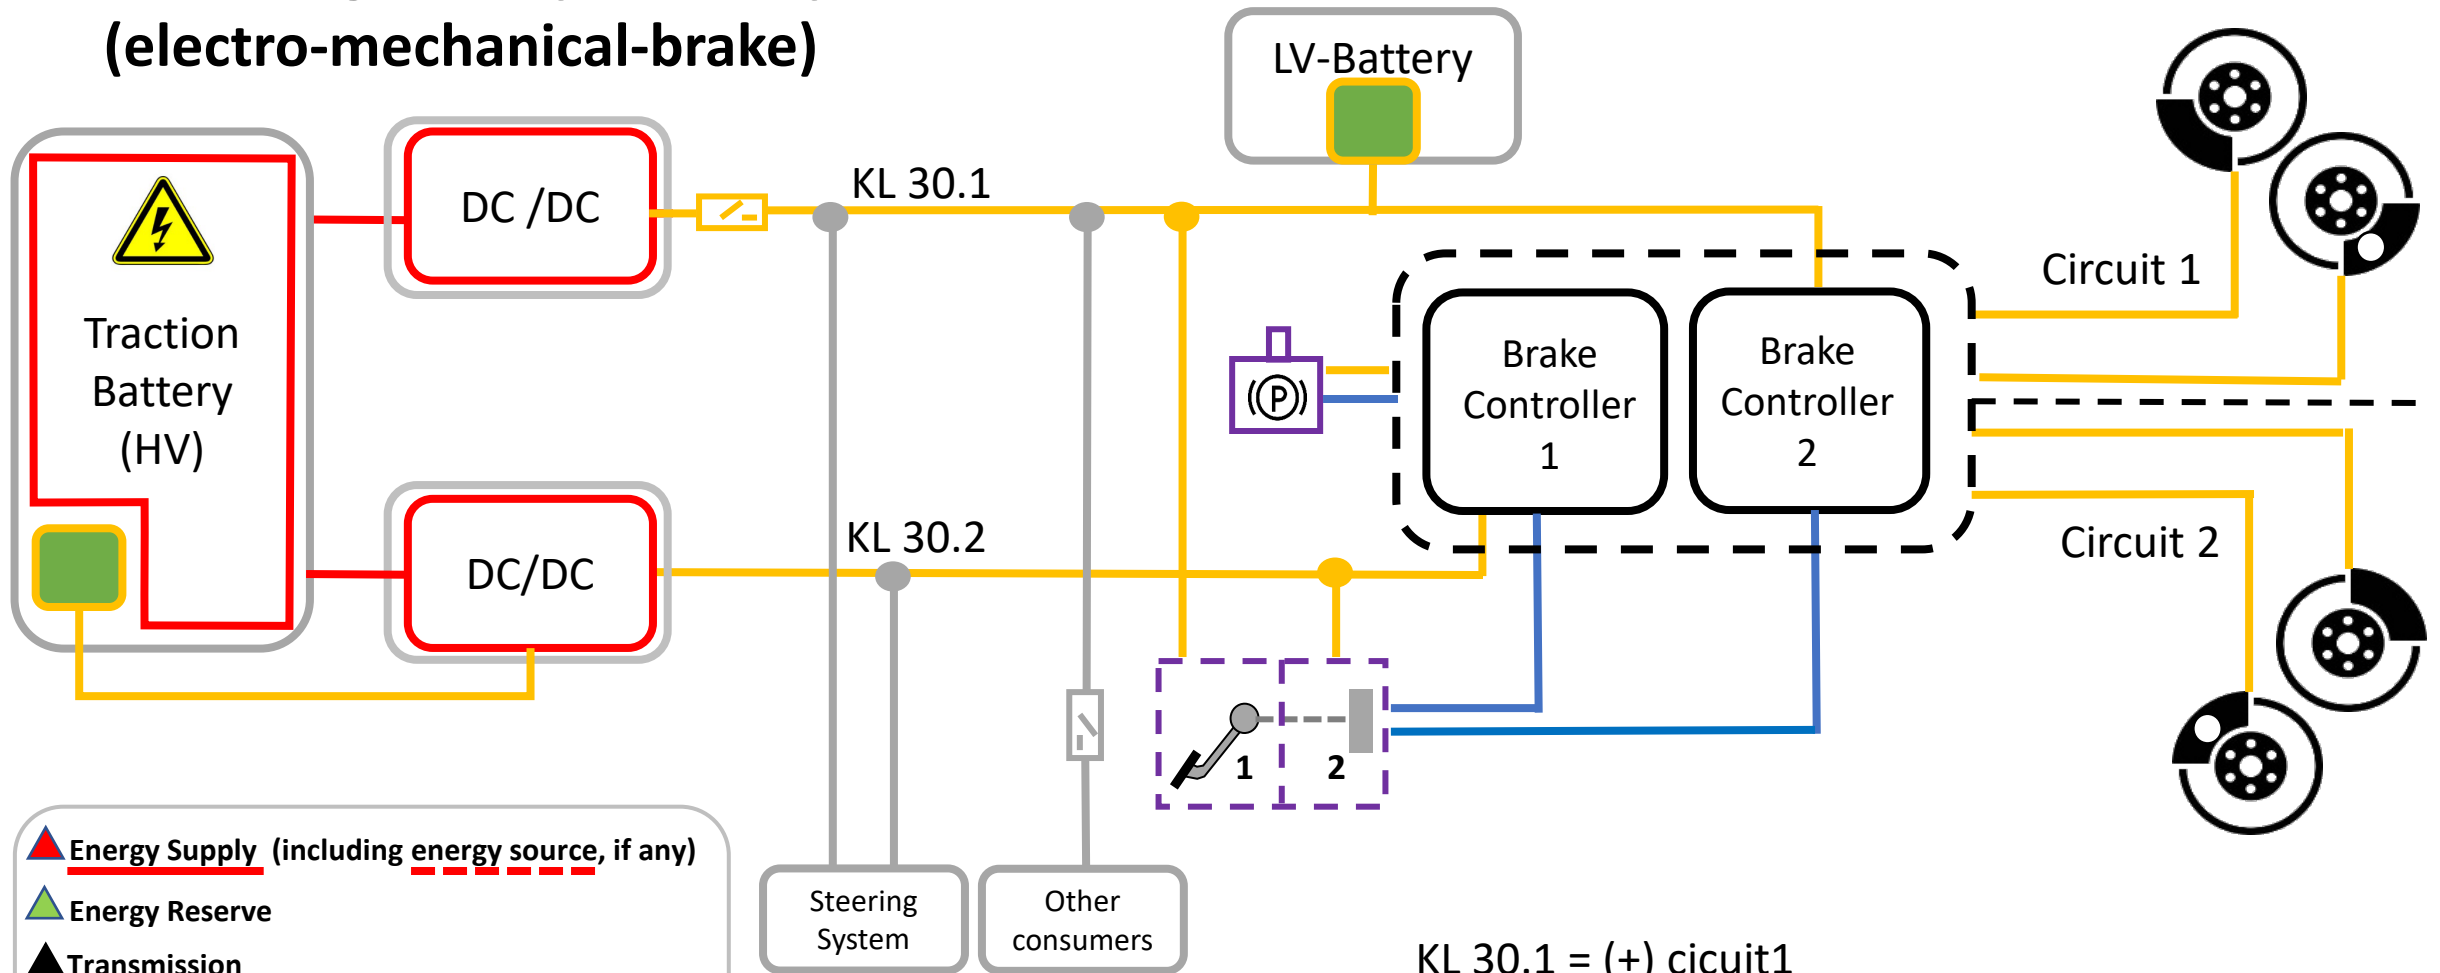 (electro-mechanical-brake)
LV-Battery
DC /DC
KL 30.1
Traction
Battery
(HV)
Circuit 1
Brake
Controller
1
Brake
Controller
2
(P)
DC/DC
KL 30.2
Circuit 2
1
2
Energy Supply (including energy source, if any)
Energy Reserve
Transmission
Steering
System
Other
consumers
KL 30.1 = (+) cicuit1